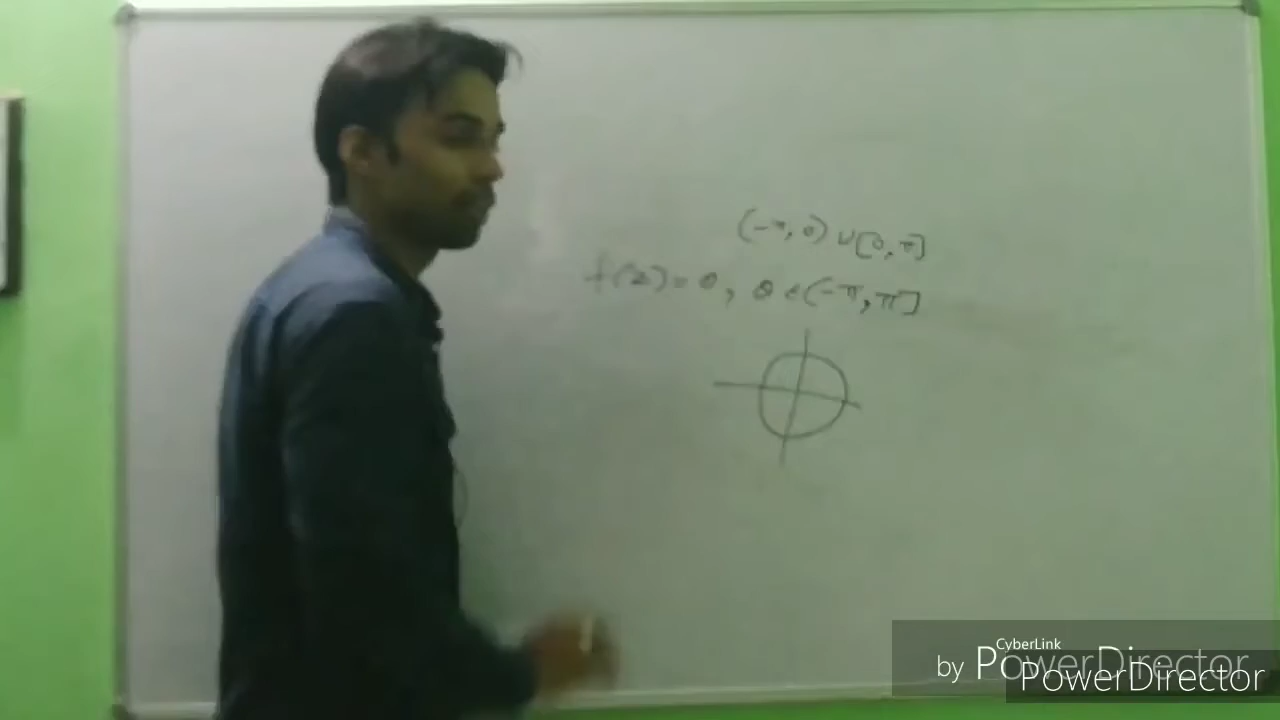 (-π, 0) ∪ [0, π]
f(z) = θ, θ ∈ (-π, π]
CyberLink
by PowerDirector
PowerDirector